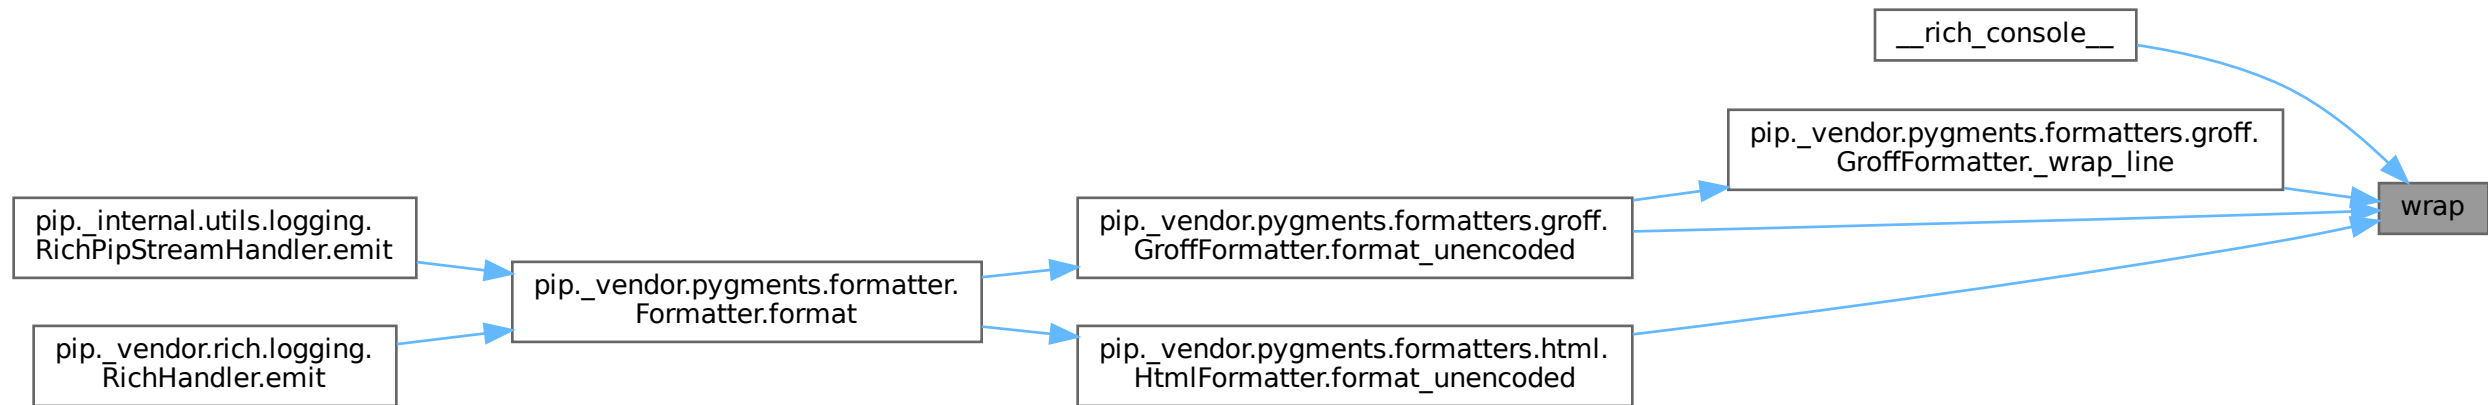 __rich_console__
pip._vendor.pygments.formatters.groff.
GroffFormatter._wrap_line
pip._internal.utils.logging.
RichPipStreamHandler.emit
pip._vendor.pygments.formatters.groff.
GroffFormatter.format_unencoded
wrap
pip._vendor.pygments.formatter.
Formatter.format
pip._vendor.rich.logging.
RichHandler.emit
pip._vendor.pygments.formatters.html.
HtmlFormatter.format_unencoded